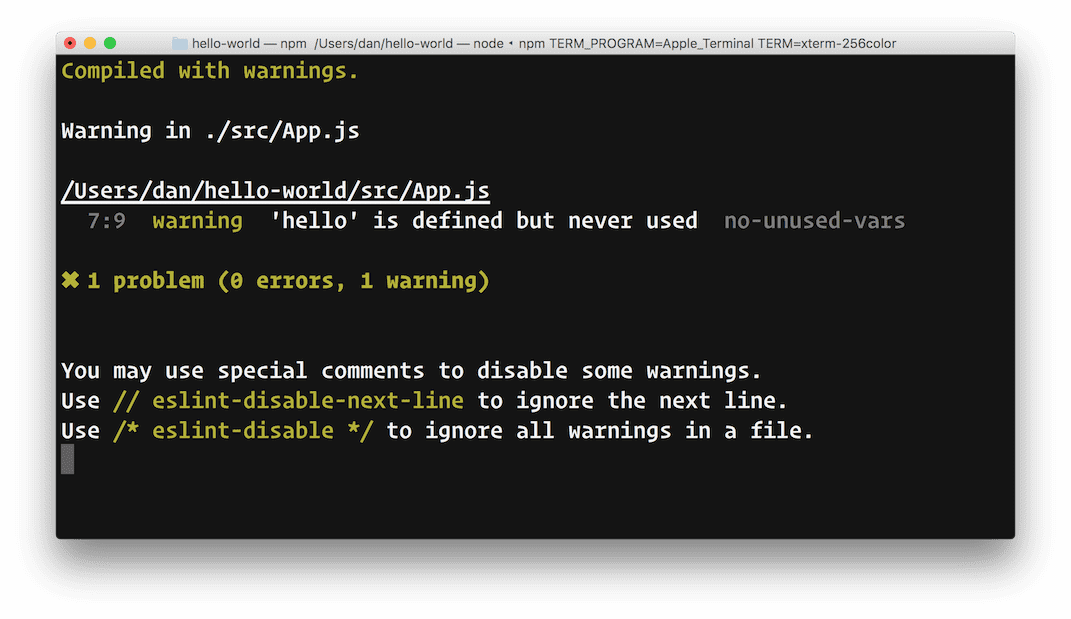 hello-world — npm /Users/dan/hello-world — node ◂ npm TERM_PROGRAM=Apple_Terminal TERM=xterm-256color
Compiled with warnings.
Warning in ./src/App.js
/Users/dan/hello-world/src/App.js
7:9 warning 'hello' is defined but never used no-unused-vars
✖ 1 problem (0 errors, 1 warning)
You may use special comments to disable some warnings.
Use // eslint-disable-next-line to ignore the next line.
Use /* eslint-disable */ to ignore all warnings in a file.